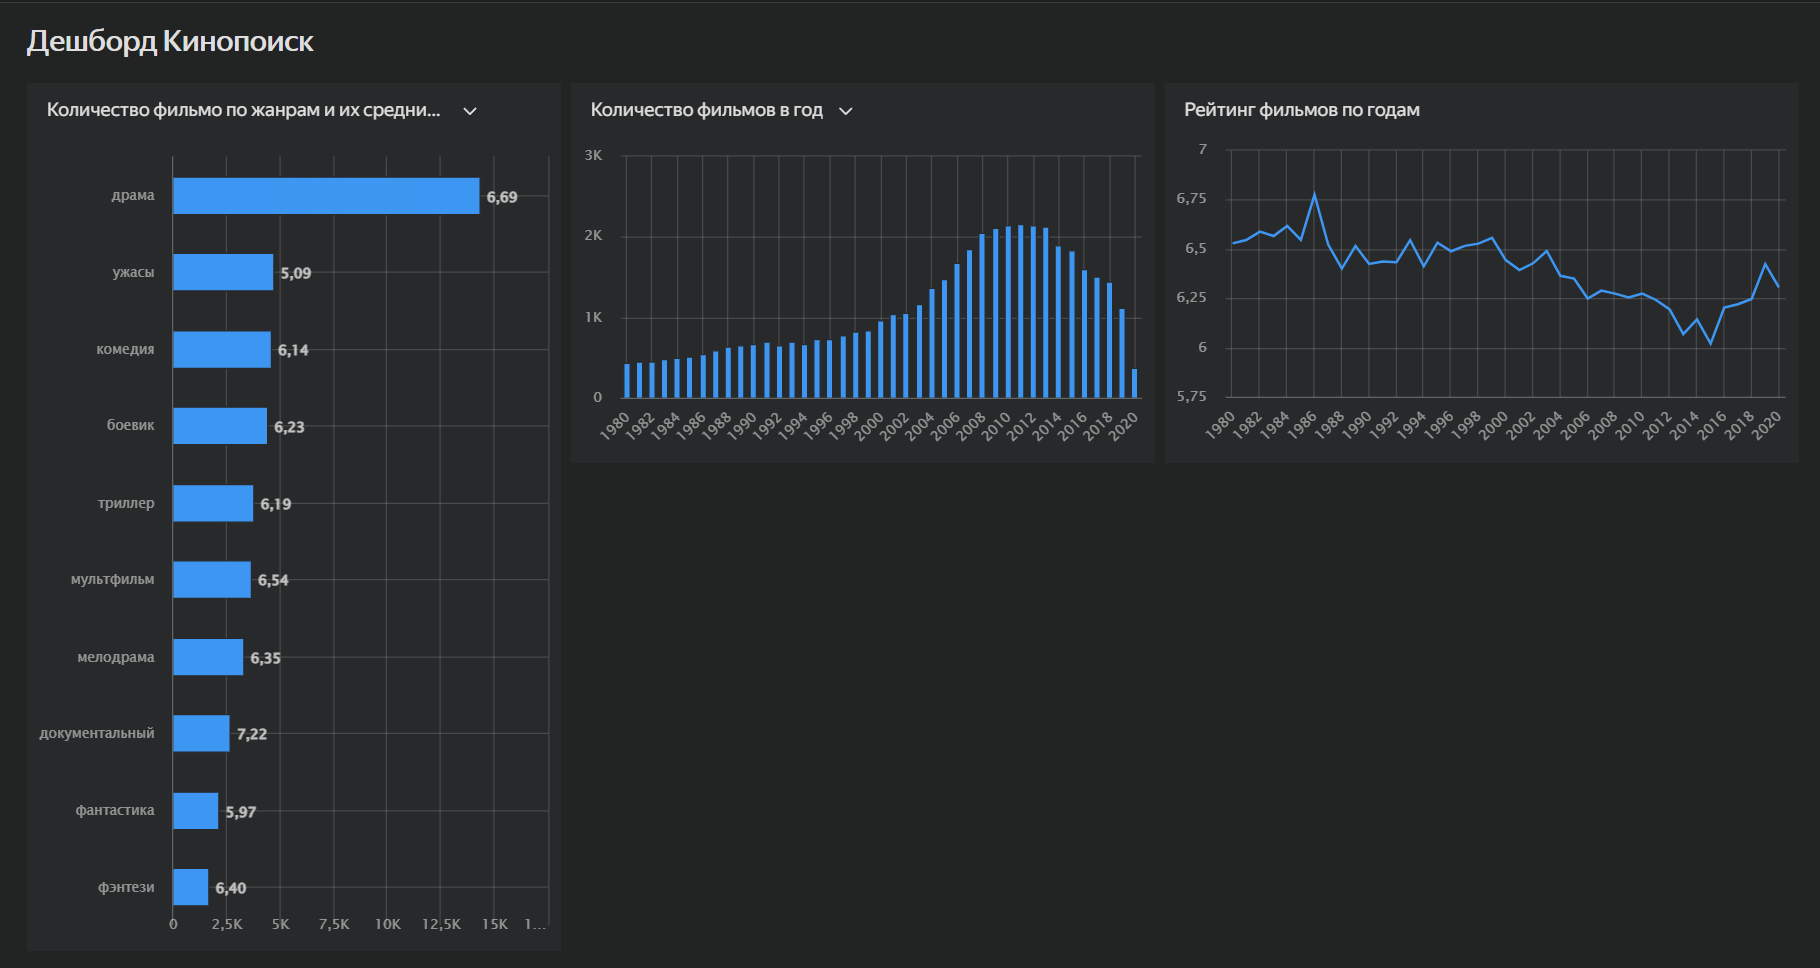 Дешборд Кинопоиск
Количество фильмо по жанрам и их средни...
драма
6,69
ужасы
5,09
комедия
6,14
боевик
6,23
триллер
6,19
мультфильм
6,54
мелодрама
6,35
документальный
7,22
фантастика
5,97
фэнтези
6,40
0 2,5K 5K 7,5K 10K 12,5K 15K 1...
Количество фильмов в год
3K
2K
1K
0
1980 1982 1984 1986 1988 1990 1992 1994 1996 1998 2000 2002 2004 2006 2008 2010 2012 2014 2016 2018 2020
Рейтинг фильмов по годам
7
6,75
6,5
6,25
6
5,75
1980 1982 1984 1986 1988 1990 1992 1994 1996 1998 2000 2002 2004 2006 2008 2010 2012 2014 2016 2018 2020